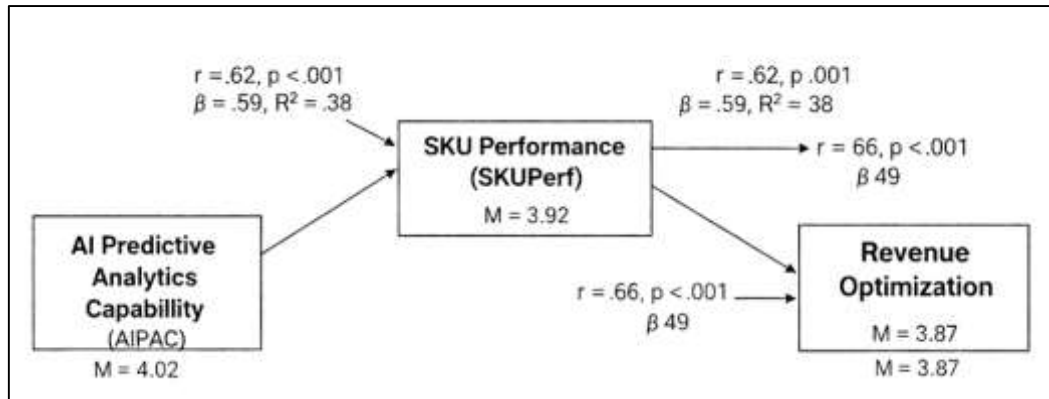 r =.62, p <.001
β = .59, R² = .38
r =.62, p .001
β = .59, R² = 38
SKU Performance
(SKUPerf)
M = 3.92
r = 66, p <.001
β 49
AI Predictive
Analytics
Capabillity
(AIPAC)
M = 4.02
r = .66, p <.001
β 49
Revenue
Optimization
M = 3.87
M = 3.87